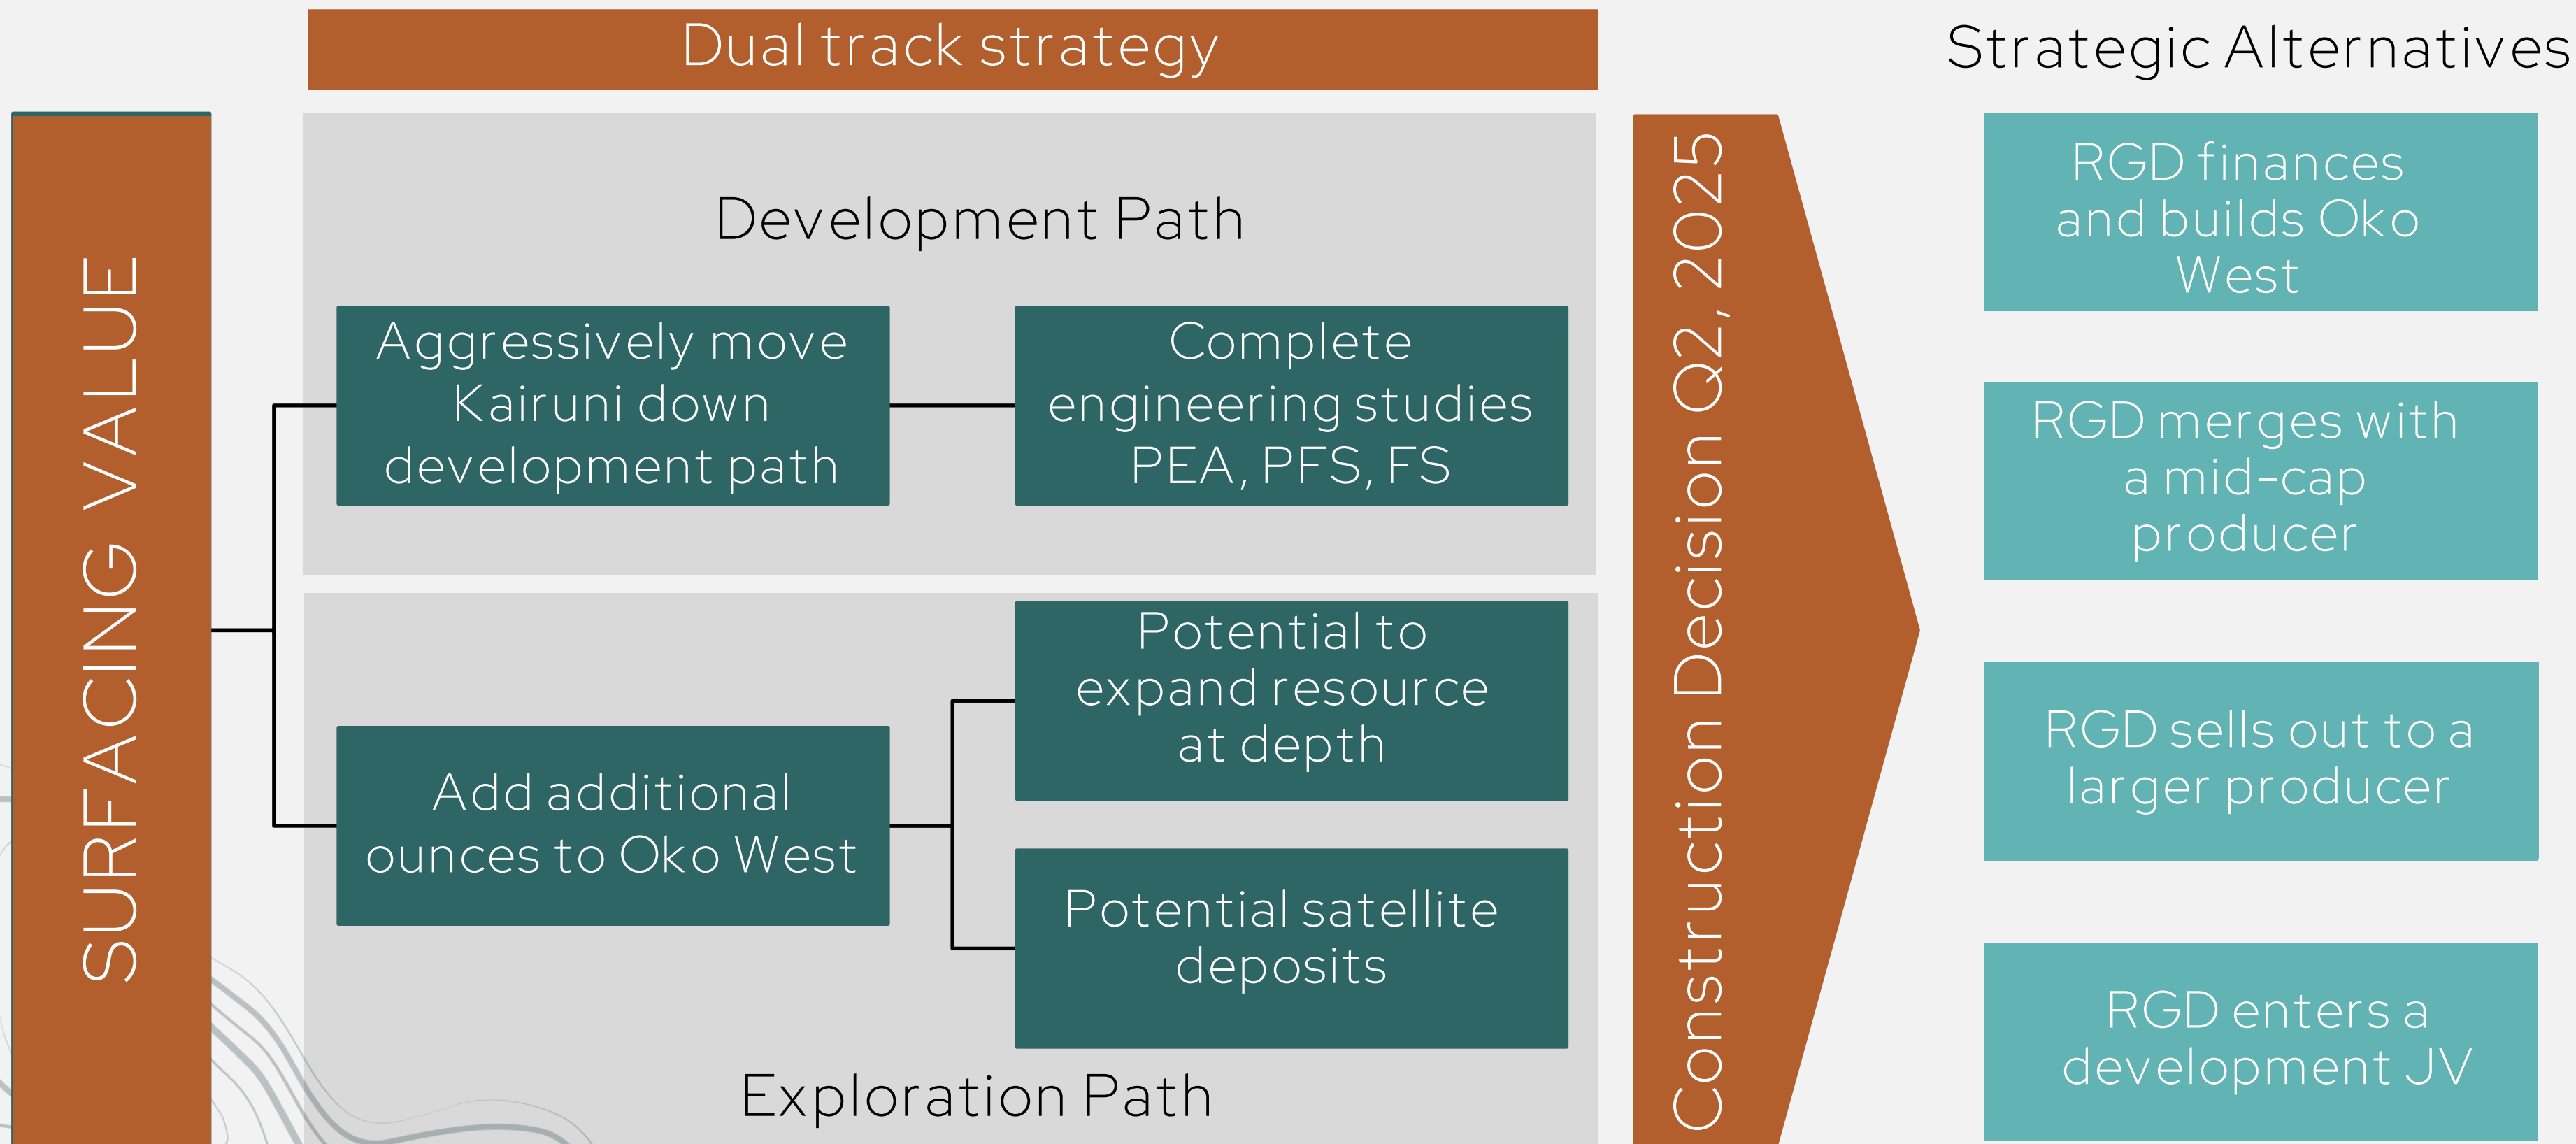 Dual track strategy
Strategic Alternatives
SURFACING VALUE
Development Path
Aggressively move
Kairuni down
development path
Complete
engineering studies
PEA, PFS, FS
Add additional
ounces to Oko West
Potential to
expand resource
at depth
Potential satellite
deposits
Exploration Path
Construction Decision Q2, 2025
RGD finances
and builds Oko
West
RGD merges with
a mid-cap
producer
RGD sells out to a
larger producer
RGD enters a
development JV